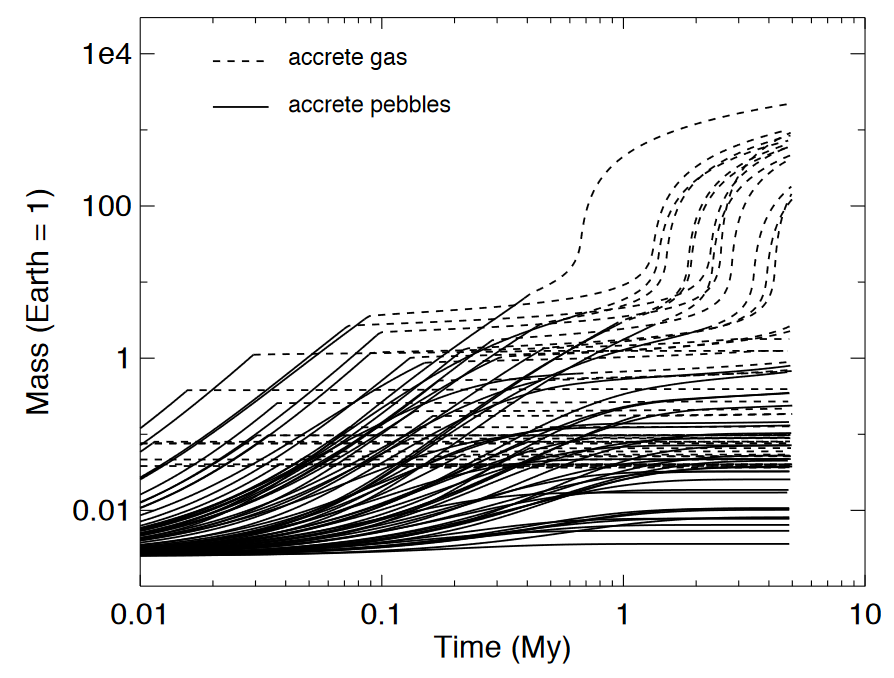 1e4
accrete gas
accrete pebbles
100
Mass (Earth = 1)
1
0.01
0.01
0.1
1
10
Time (My)